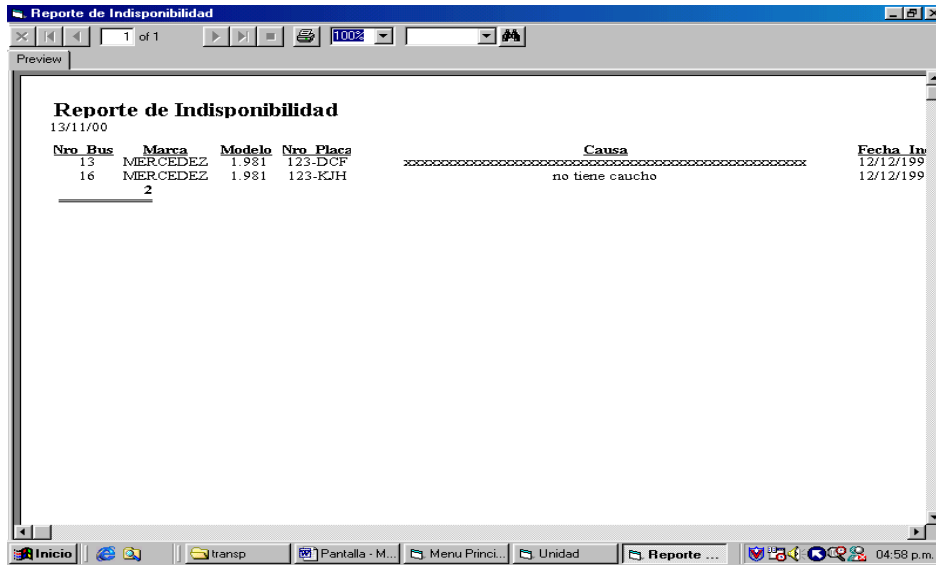 Reporte de Indisponibilidad
1 of 1 100%
Preview
Reporte de Indisponibilidad
13/11/00
Nro Bus Marca Modelo Nro Placa Causa Fecha In
13 MERCEDEZ 1.981 123-DCF 12/12/199
16 MERCEDEZ 1.981 123-KJH no tiene caucho 12/12/199
2
Inicio transp Pantalla - M... Menu Princi... Unidad Reporte ... 04:58 p.m.